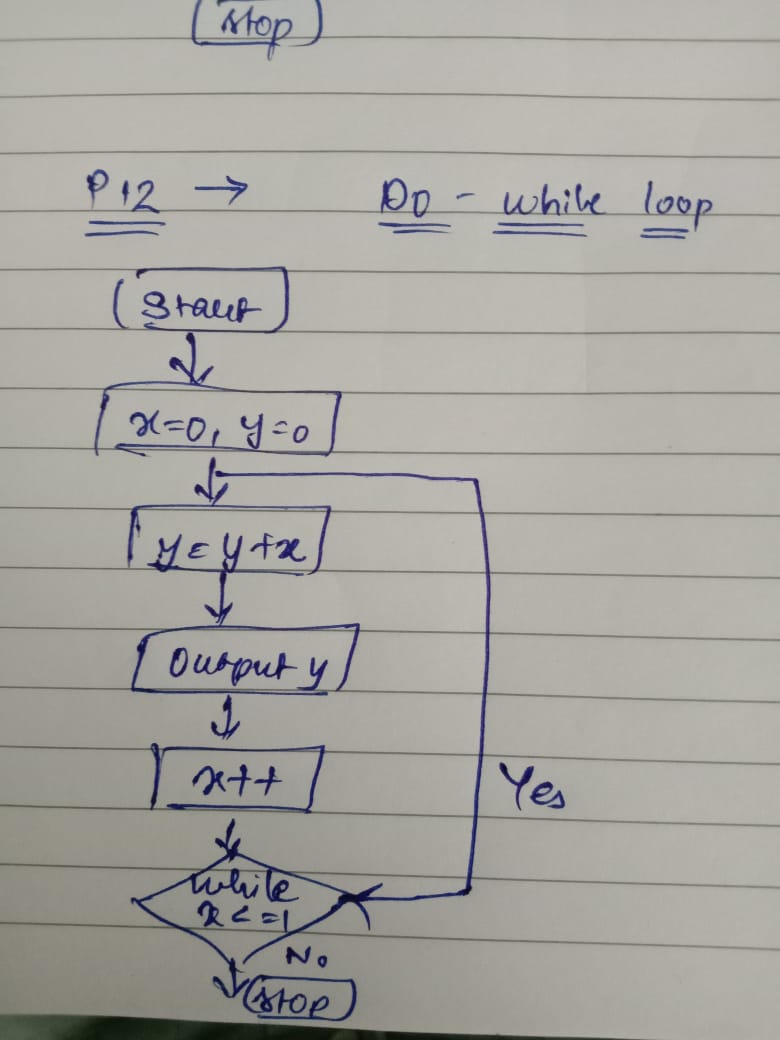 Stop
P12 → Do - while loop
Start
x=0, y=0
y = y+x
Output y
x++
Yes
while
x <= 1
No
Stop